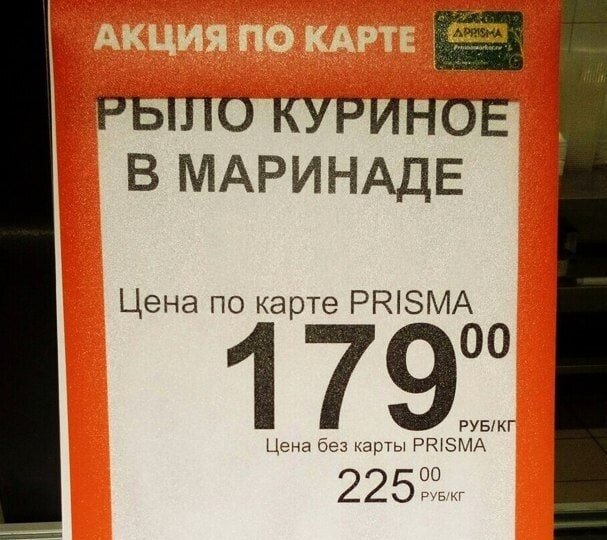 АКЦИЯ ПО КАРТЕ PRISMA
РЫЛО КУРИНОЕ
В МАРИНАДЕ
Цена по карте PRISMA
179 00
РУБ/КГ
Цена без карты PRISMA
225 00
РУБ/КГ